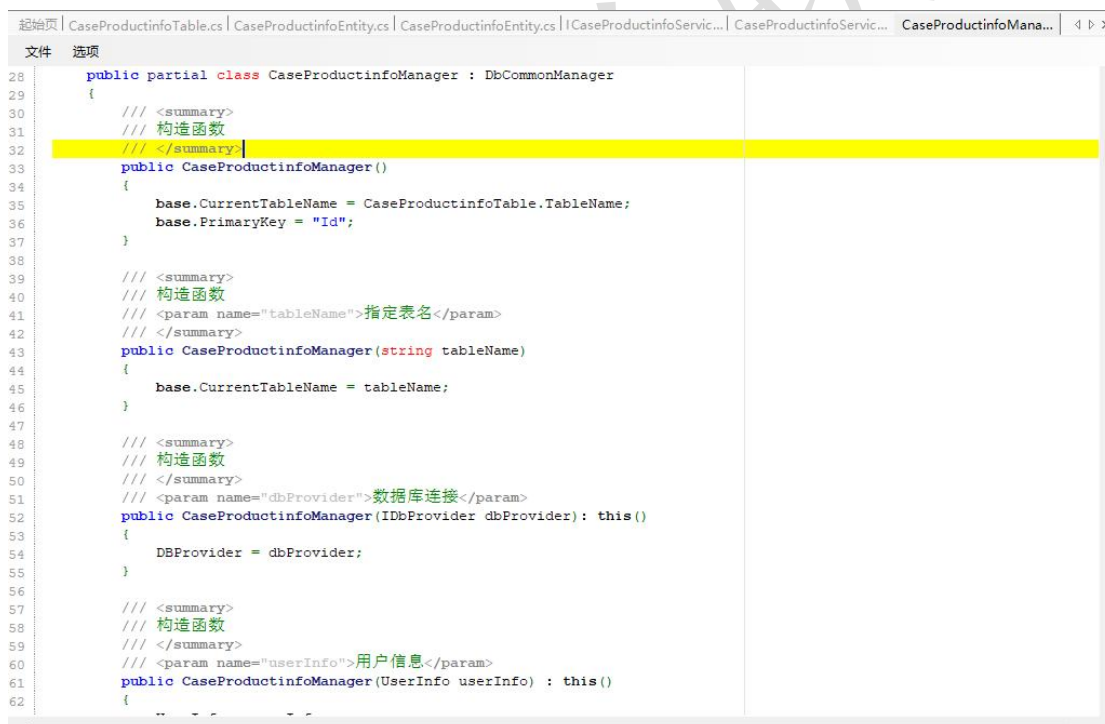 起始页 CaseProductinfoTable.cs CaseProductinfoEntity.cs CaseProductinfoEntity.cs ICaseProductinfoServic... CaseProductinfoServic... CaseProductinfoMana...
文件 选项
28 public partial class CaseProductinfoManager : DbCommonManager
29 {
30 /// <summary>
31 /// 构造函数
32 /// </summary>
33 public CaseProductinfoManager()
34 {
35 base.CurrentTableName = CaseProductinfoTable.TableName;
36 base.PrimaryKey = "Id";
37 }
38
39 /// <summary>
40 /// 构造函数
41 /// <param name="tableName">指定表名</param>
42 /// </summary>
43 public CaseProductinfoManager(string tableName)
44 {
45 base.CurrentTableName = tableName;
46 }
47
48 /// <summary>
49 /// 构造函数
50 /// </summary>
51 /// <param name="dbProvider">数据库连接</param>
52 public CaseProductinfoManager(IDbProvider dbProvider): this()
53 {
54 DBProvider = dbProvider;
55 }
56
57 /// <summary>
58 /// 构造函数
59 /// </summary>
60 /// <param name="userInfo">用户信息</param>
61 public CaseProductinfoManager(UserInfo userInfo) : this()
62 {